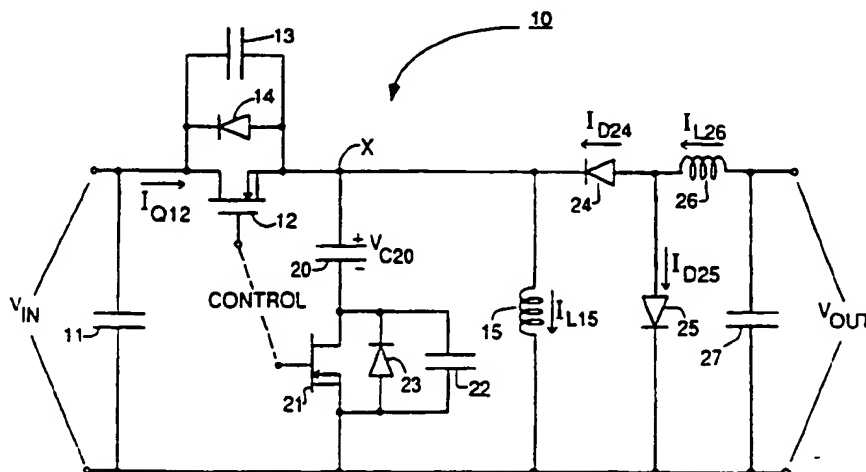 10
13
14
X
I_D24
I_L26
I_Q12
12
24
26
20
+
V_C20
-
I_D25
V_IN
11
CONTROL
15
I_L15
25
27
V_OUT
21
23
22